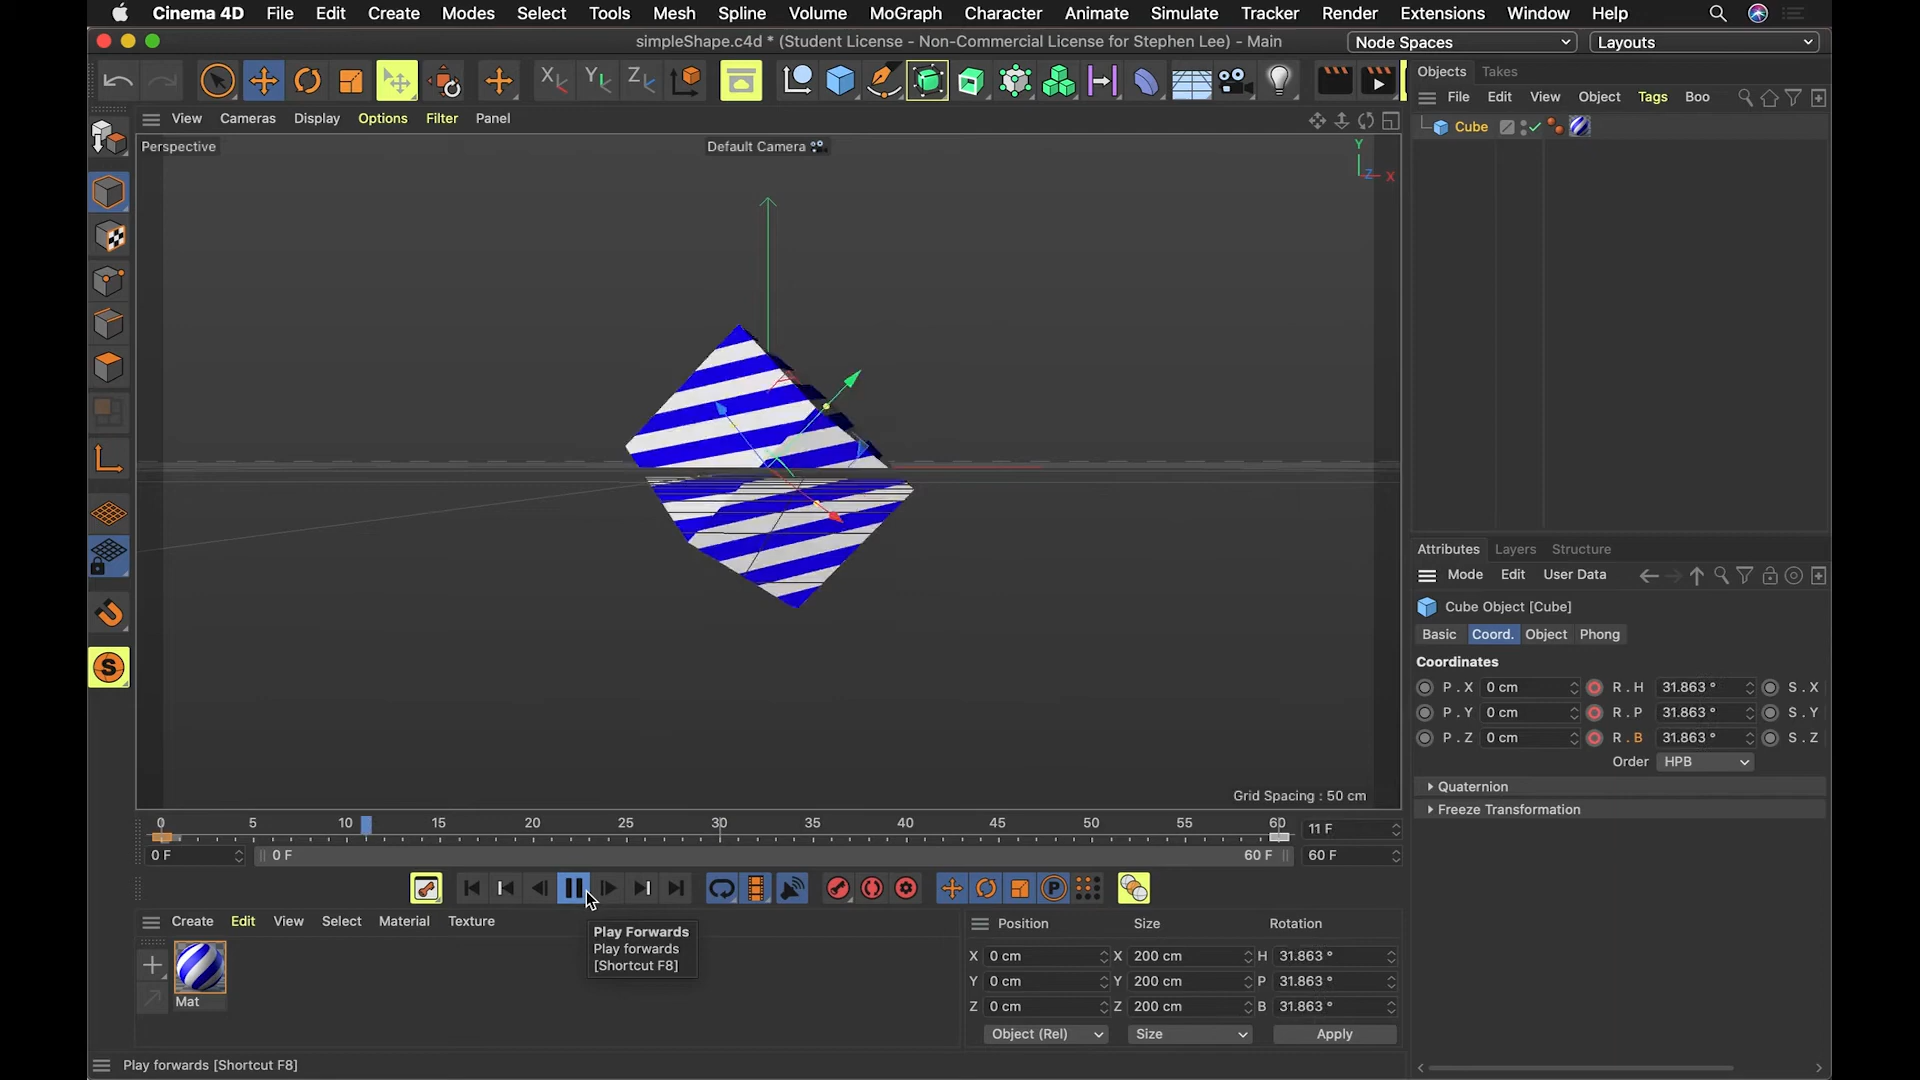 Cinema 4D File Edit Create Modes Select Tools Mesh Spline Volume MoGraph Character Animate Simulate Tracker Render Extensions Window Help
simpleShape.c4d * (Student License - Non-Commercial License for Stephen Lee) - Main
Node Spaces Layouts
X Y Z
Objects Takes
File Edit View Object Tags Boo
Cube
View Cameras Display Options Filter Panel
Perspective
Default Camera
Y
Z X
Grid Spacing : 50 cm
Attributes Layers Structure
Mode Edit User Data
Cube Object [Cube]
Basic Coord. Object Phong
Coordinates
P . X 0 cm R . H 31.863 ° S . X
P . Y 0 cm R . P 31.863 ° S . Y
P . Z 0 cm R . B 31.863 ° S . Z
Order HPB
Quaternion
Freeze Transformation
0 5 10 15 20 25 30 35 40 45 50 55 60
11 F
0 F 0 F 60 F 60 F
S
P
Create Edit View Select Material Texture
Mat
Play Forwards
Play forwards
[Shortcut F8]
Position Size Rotation
X 0 cm X 200 cm H 31.863 °
Y 0 cm Y 200 cm P 31.863 °
Z 0 cm Z 200 cm B 31.863 °
Object (Rel) Size Apply
Play forwards [Shortcut F8]